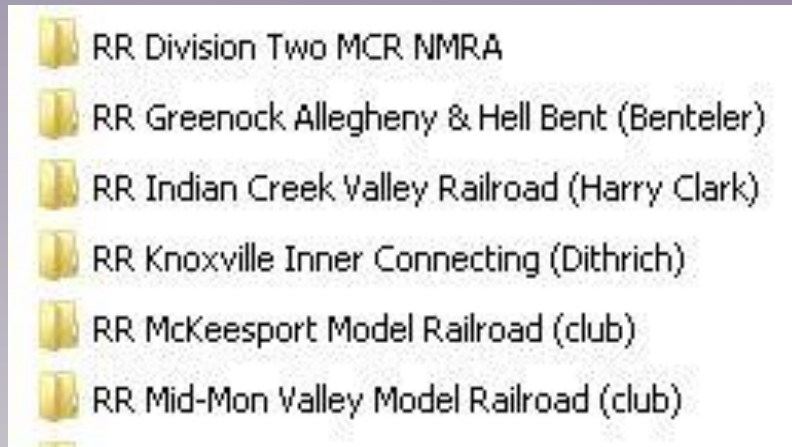 RR Division Two MCR NMRA
RR Greenock Allegheny & Hell Bent (Benteler)
RR Indian Creek Valley Railroad (Harry Clark)
RR Knoxville Inner Connecting (Dithrich)
RR McKeesport Model Railroad (club)
RR Mid-Mon Valley Model Railroad (club)